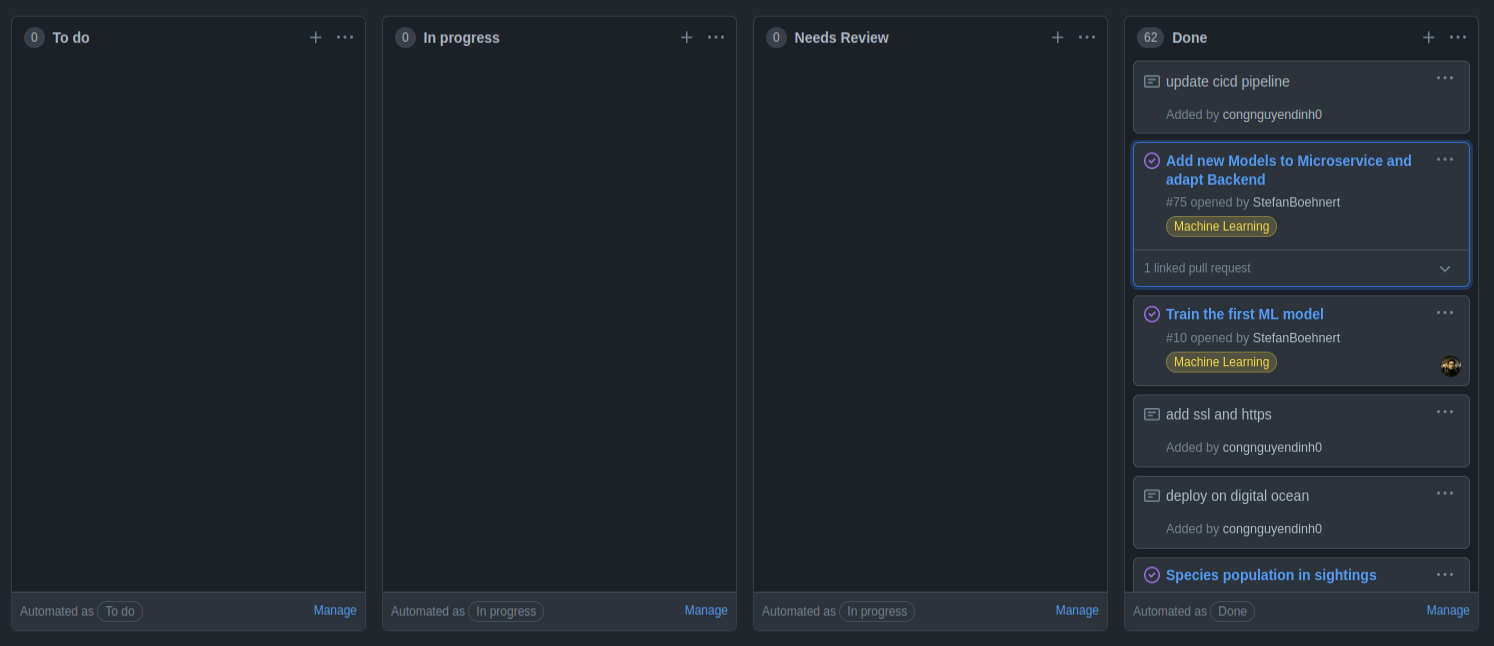 0 To do
Automated as To do Manage
0 In progress
Automated as In progress Manage
0 Needs Review
Automated as In progress Manage
62 Done
update cicd pipeline
Added by congnguyendinh0
Add new Models to Microservice and
adapt Backend
#75 opened by StefanBoehnert
Machine Learning
1 linked pull request
Train the first ML model
#10 opened by StefanBoehnert
Machine Learning
add ssl and https
Added by congnguyendinh0
deploy on digital ocean
Added by congnguyendinh0
Species population in sightings
Automated as Done Manage